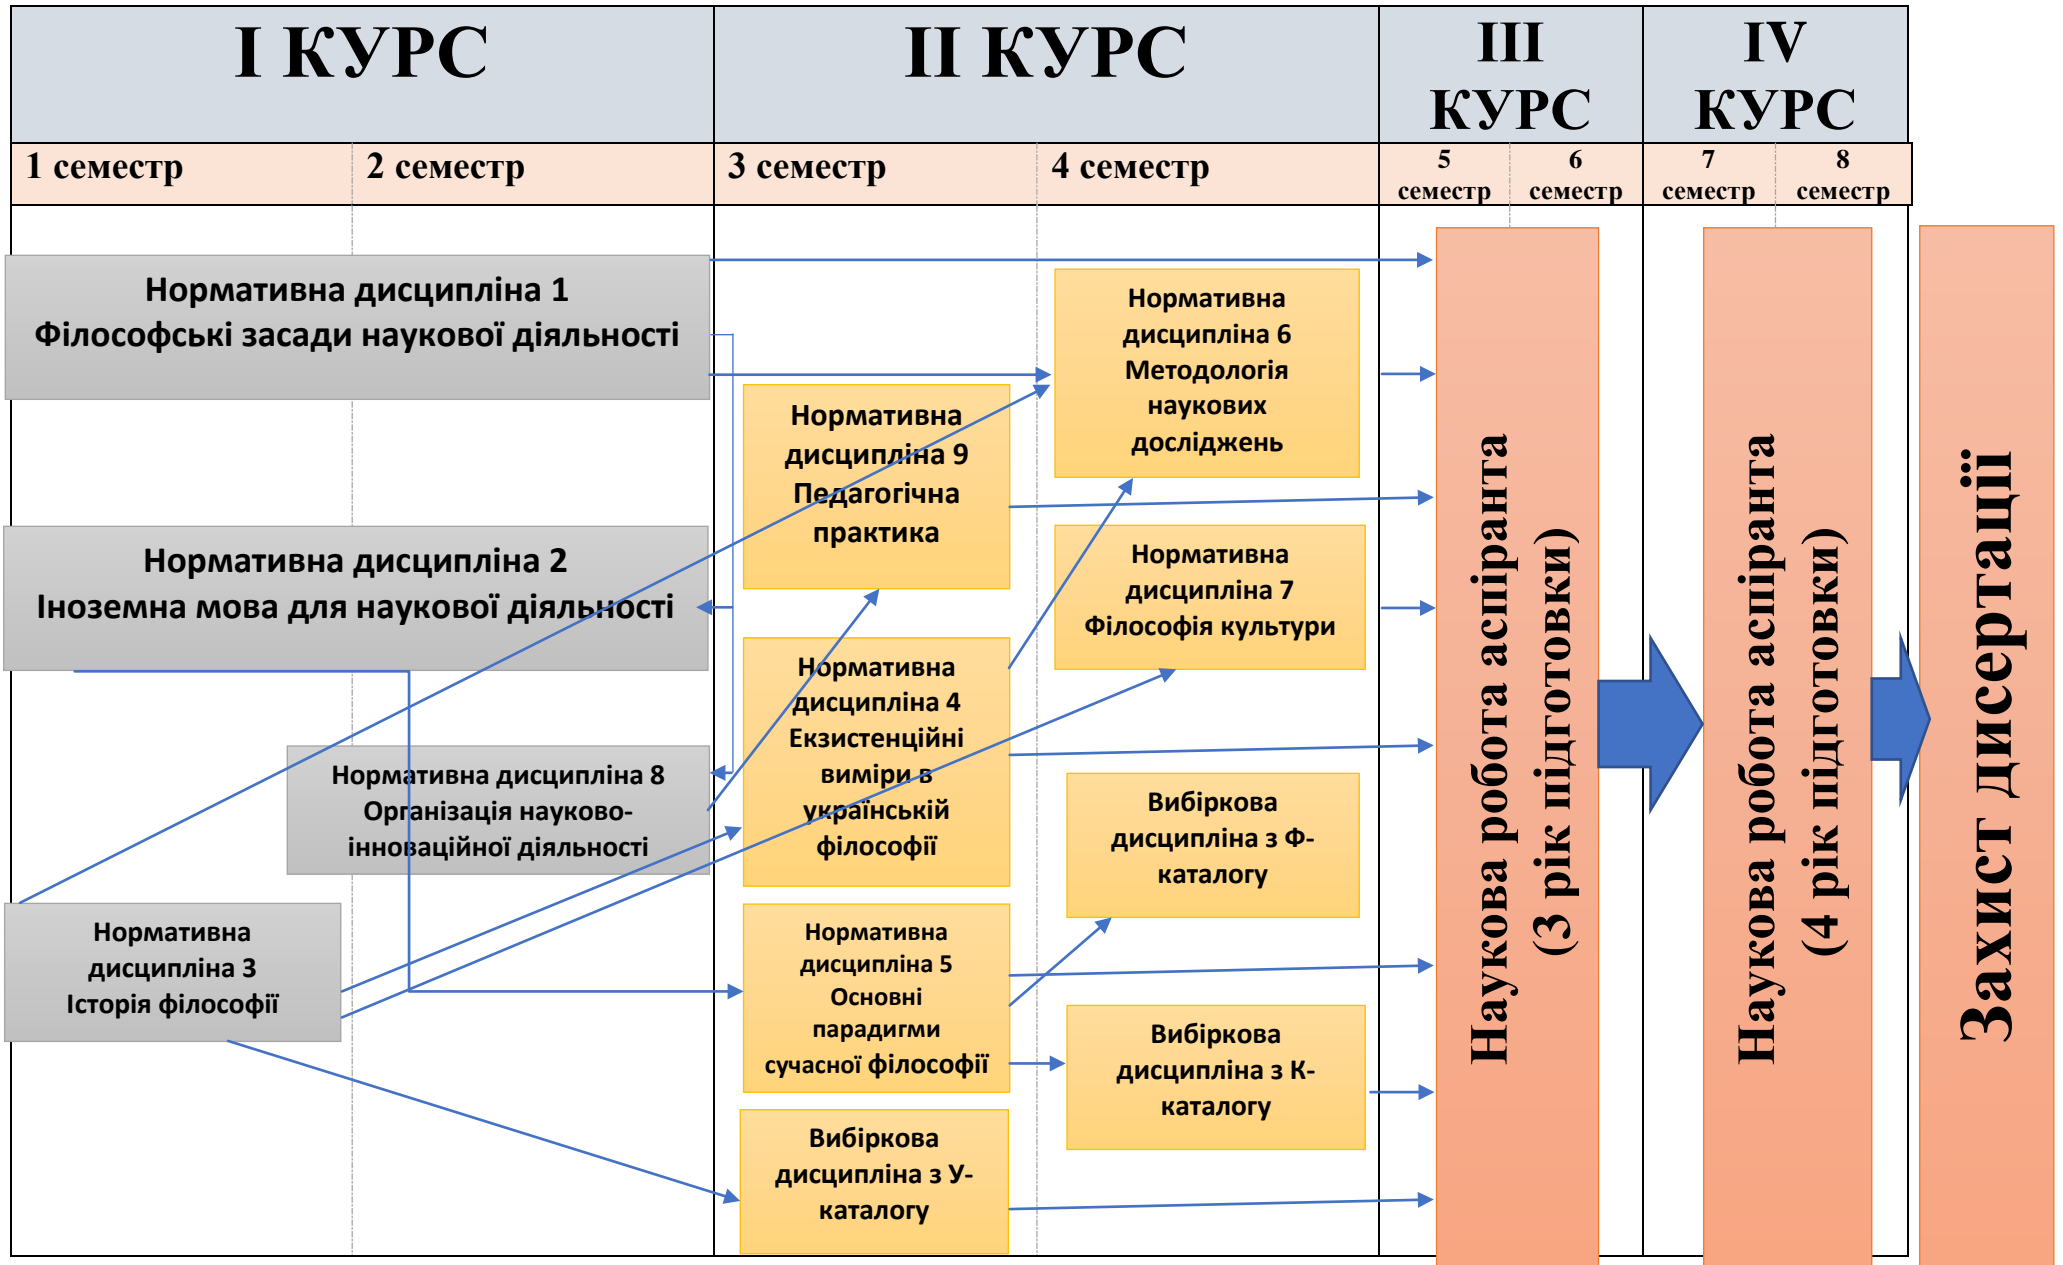 І КУРС
ІІ КУРС
ІІІ
КУРС
IV
КУРС
1 семестр
2 семестр
3 семестр
4 семестр
5
семестр
6
семестр
7
семестр
8
семестр
Нормативна дисципліна 1
Філософські засади наукової діяльності
Нормативна дисципліна 2
Іноземна мова для наукової діяльності
Нормативна дисципліна 8
Організація науково-
інноваційної діяльності
Нормативна
дисципліна 3
Історія філософії
Нормативна
дисципліна 9
Педагогічна
практика
Нормативна
дисципліна 4
Екзистенційні
виміри в
українській
філософії
Нормативна
дисципліна 5
Основні
парадигми
сучасної філософії
Вибіркова
дисципліна з У-
каталогу
Нормативна
дисципліна 6
Методологія
наукових
досліджень
Нормативна
дисципліна 7
Філософія культури
Вибіркова
дисципліна з Ф-
каталогу
Вибіркова
дисципліна з К-
каталогу
Наукова робота аспіранта
(3 рік підготовки)
Наукова робота аспіранта
(4 рік підготовки)
Захист дисертації